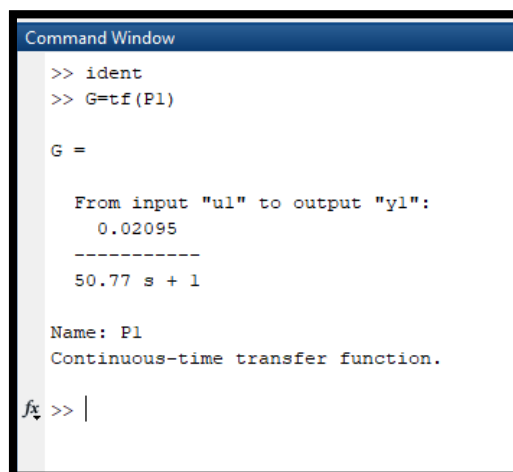 Command Window
>> ident
>> G=tf(P1)
G =
From input "u1" to output "y1":
0.02095
-----------
50.77 s + 1
Name: P1
Continuous-time transfer function.
fx >>